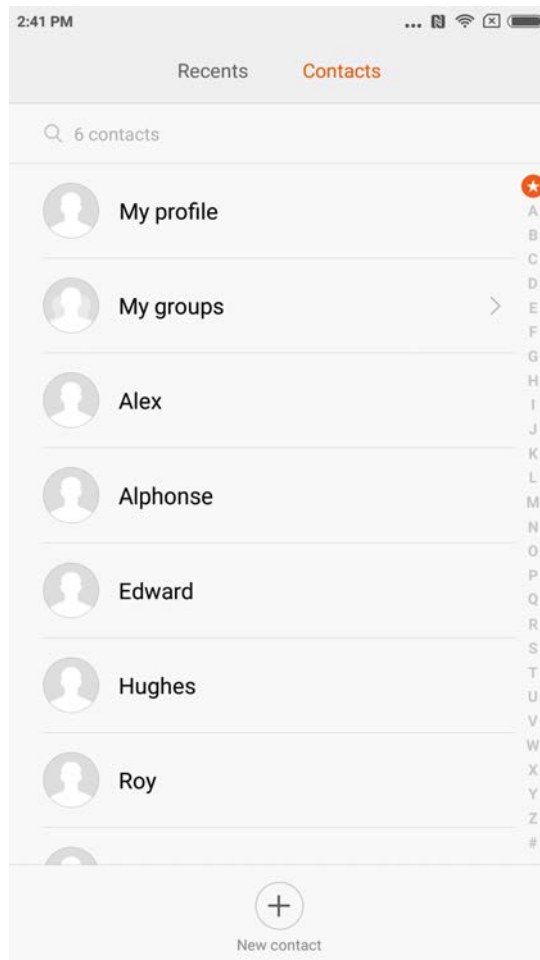 2:41 PM
Recents Contacts
6 contacts
My profile
My groups
Alex
Alphonse
Edward
Hughes
Roy
A
B
C
D
E
F
G
H
I
J
K
L
M
N
O
P
Q
R
S
T
U
V
W
X
Y
Z
#
New contact